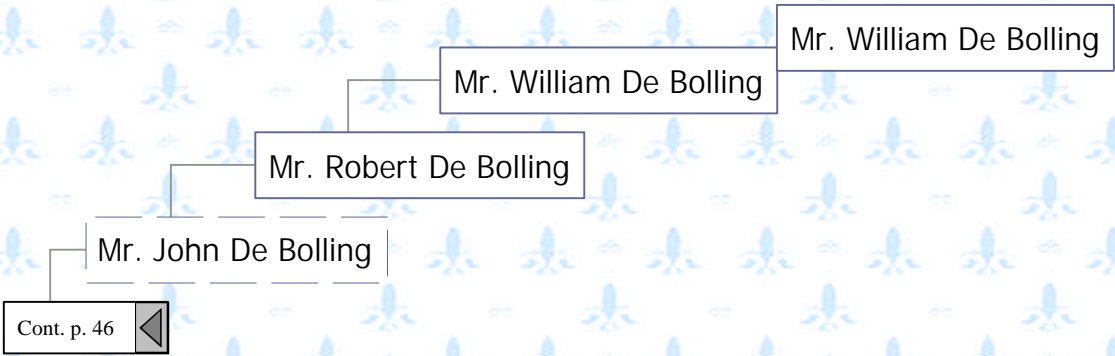 Mr. William De Bolling
Mr. William De Bolling
Mr. Robert De Bolling
Mr. John De Bolling
Cont. p. 46